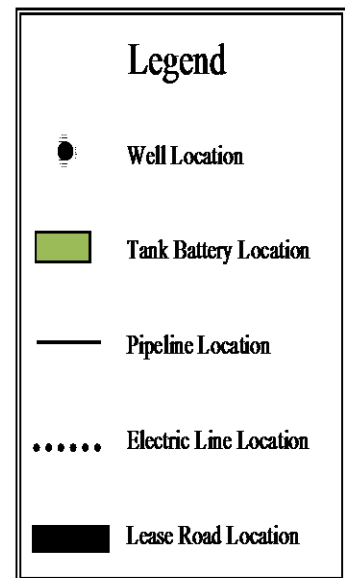 Legend
Well Location
Tank Battery Location
Pipeline Location
Electric Line Location
Lease Road Location